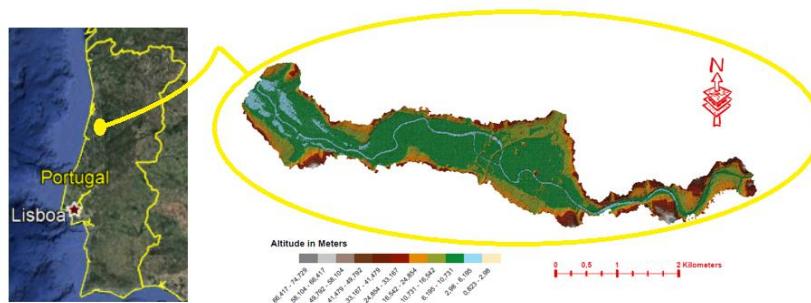 Portugal
Lisboa
N
Altitude in Meters
66,417 - 74,729
58,104 - 66,417
49,792 - 58,104
41,479 - 49,792
33,167 - 41,479
24,854 - 33,167
16,542 - 24,854
10,731 - 16,542
6,195 - 10,731
2,98 - 6,195
0,823 - 2,98
0 0,5 1 2 Kilometers